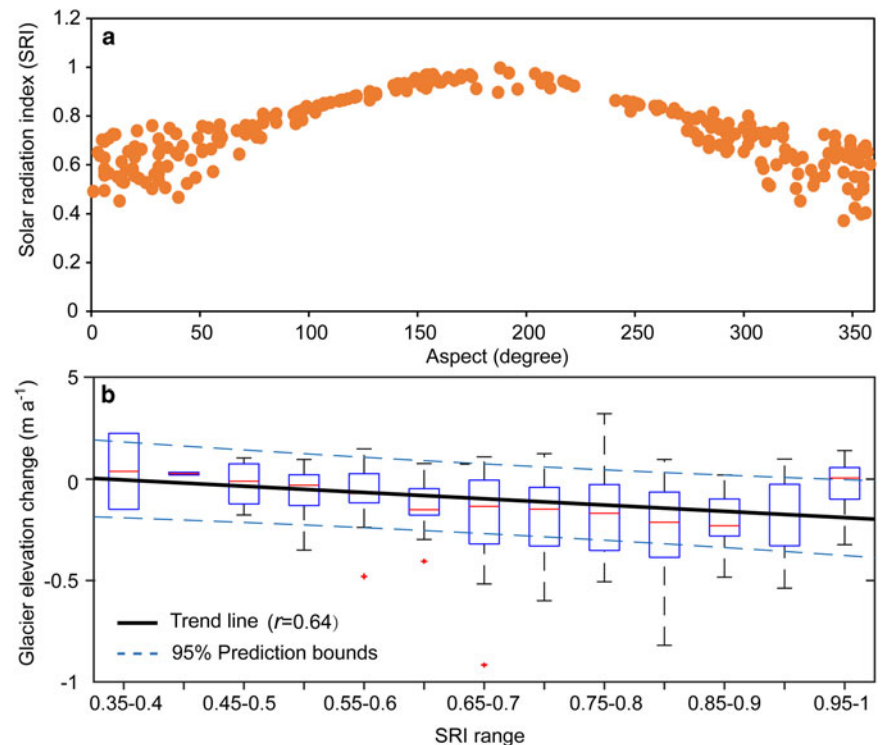 a
Solar radiation index (SRI)
1.2
1
0.8
0.6
0.4
0.2
0
0 50 100 150 200 250 300 350
Aspect (degree)
b
Glacier elevation change (m a⁻¹)
5
0
-0.5
-1
Trend line (r=0.64)
95% Prediction bounds
0.35-0.4 0.45-0.5 0.55-0.6 0.65-0.7 0.75-0.8 0.85-0.9 0.95-1
SRI range